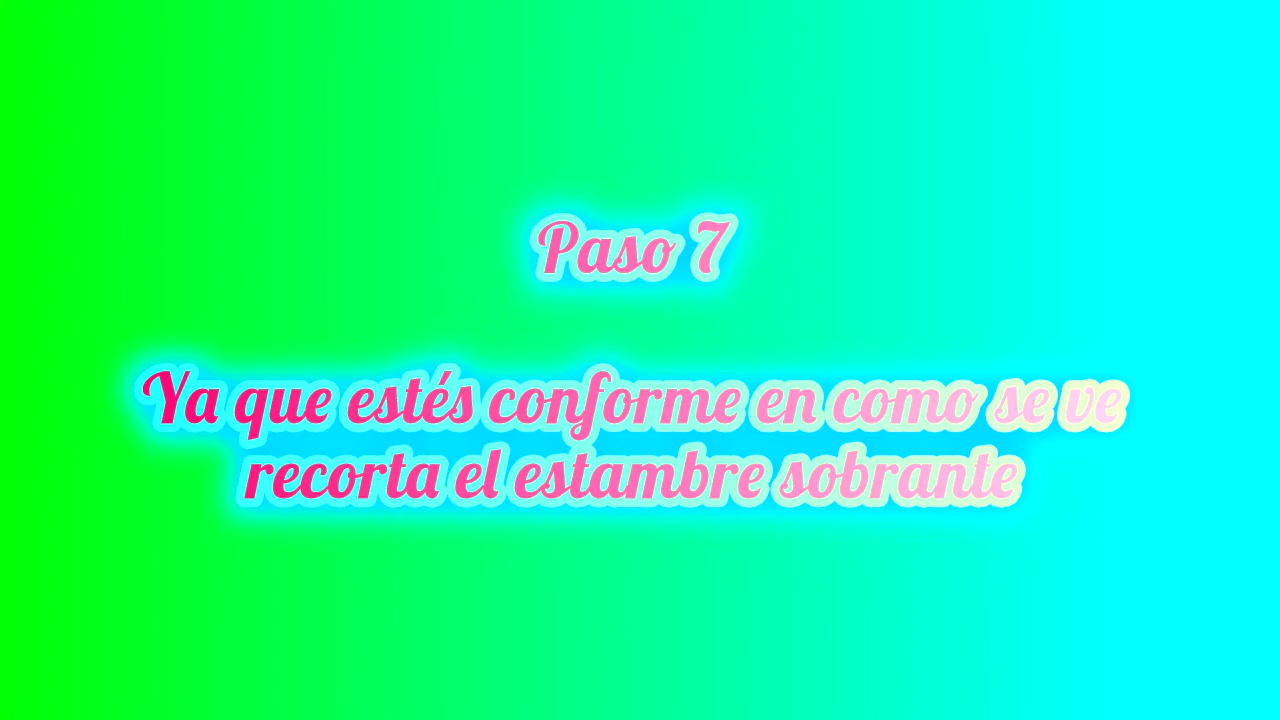 Paso 7
Ya que estés conforme en como se ve
recorta el estambre sobrante